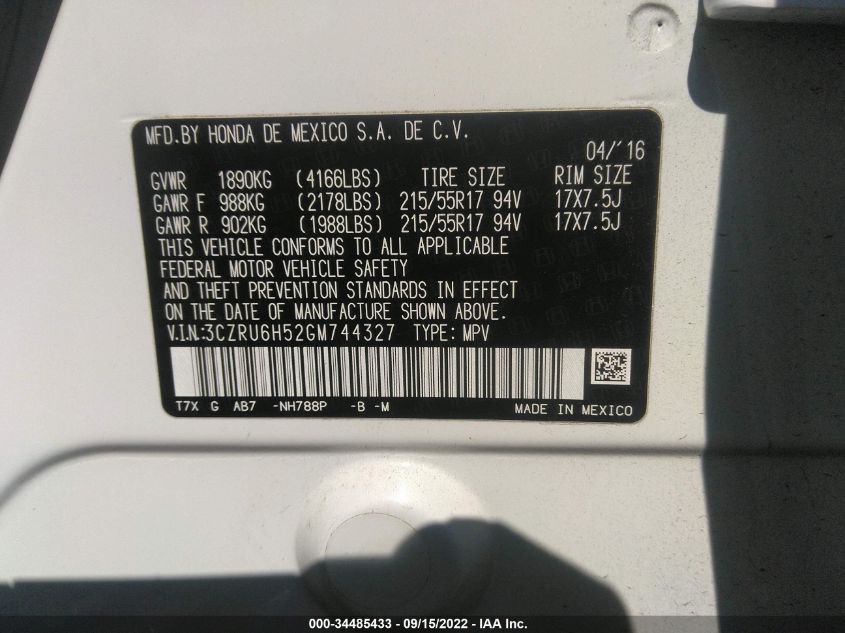 MFD.BY HONDA DE MEXICO S.A. DE C.V.
04/'16
GVWR 1890KG (4166LBS) TIRE SIZE RIM SIZE
GAWR F 988KG (2178LBS) 215/55R17 94V 17X7.5J
GAWR R 902KG (1988LBS) 215/55R17 94V 17X7.5J
THIS VEHICLE CONFORMS TO ALL APPLICABLE
FEDERAL MOTOR VEHICLE SAFETY
AND THEFT PREVENTION STANDARDS IN EFFECT
ON THE DATE OF MANUFACTURE SHOWN ABOVE.
V.I.N:3CZRU6H52GM744327 TYPE: MPV
T7X G AB7 -NH788P -B -M MADE IN MEXICO
000-34485433 - 09/15/2022 - IAA Inc.